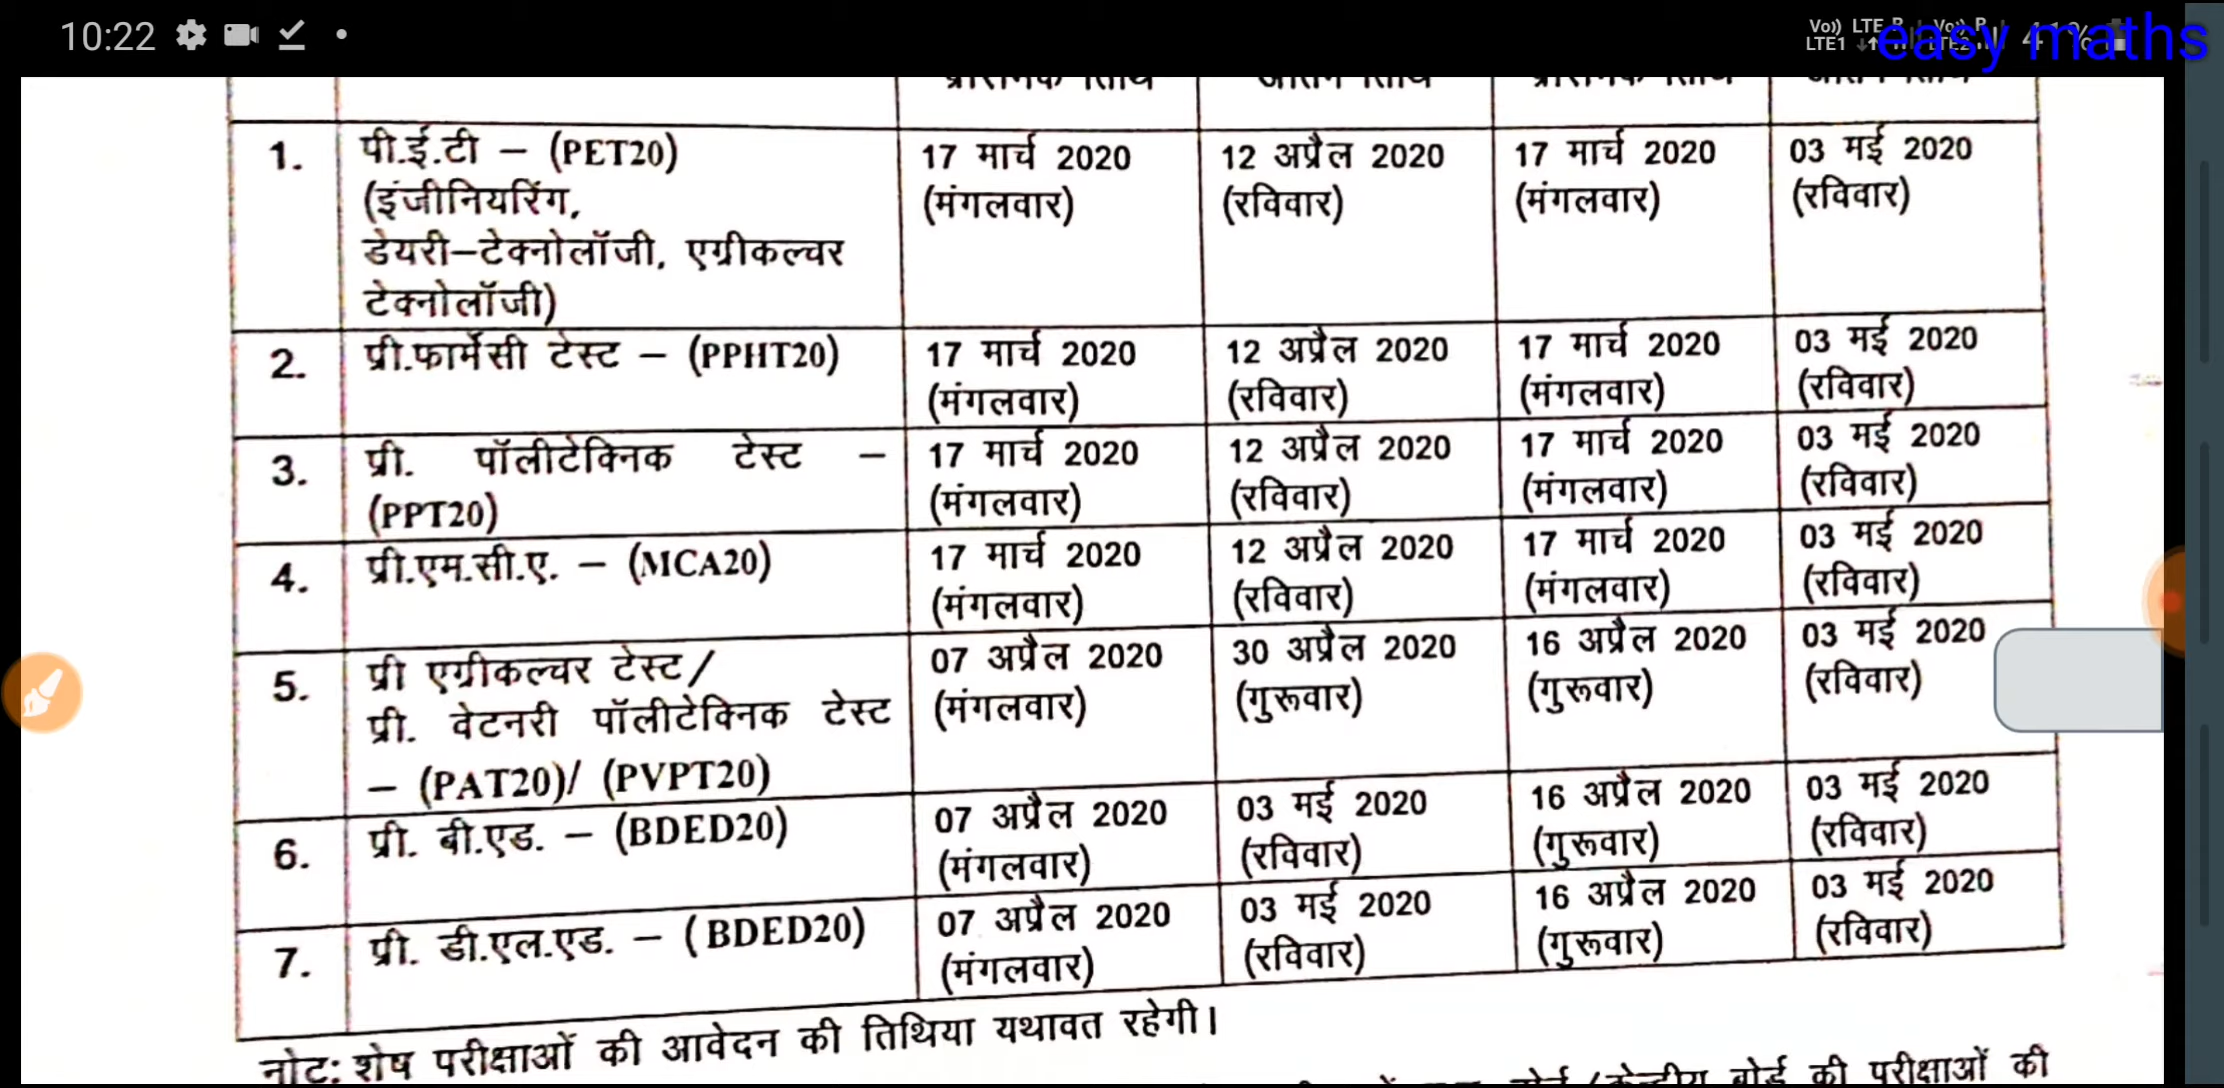 10:22
Vo)) LTE
LTE1
easy maths
प्रारंभिक तिथि अंतिम तिथि प्रारंभिक तिथि अंतिम तिथि
1. पी.ई.टी – (PET20) 17 मार्च 2020 12 अप्रैल 2020 17 मार्च 2020 03 मई 2020
(इंजीनियरिंग, (मंगलवार) (रविवार) (मंगलवार) (रविवार)
डेयरी–टेक्नोलॉजी, एग्रीकल्चर
टेक्नोलॉजी)
2. प्री.फार्मेसी टेस्ट – (PPHT20) 17 मार्च 2020 12 अप्रैल 2020 17 मार्च 2020 03 मई 2020
(मंगलवार) (रविवार) (मंगलवार) (रविवार)
3. प्री. पॉलीटेक्निक टेस्ट – 17 मार्च 2020 12 अप्रैल 2020 17 मार्च 2020 03 मई 2020
(PPT20) (मंगलवार) (रविवार) (मंगलवार) (रविवार)
4. प्री.एम.सी.ए. – (MCA20) 17 मार्च 2020 12 अप्रैल 2020 17 मार्च 2020 03 मई 2020
(मंगलवार) (रविवार) (मंगलवार) (रविवार)
5. प्री एग्रीकल्चर टेस्ट/ 07 अप्रैल 2020 30 अप्रैल 2020 16 अप्रैल 2020 03 मई 2020
प्री. वेटनरी पॉलीटेक्निक टेस्ट (मंगलवार) (गुरूवार) (गुरूवार) (रविवार)
– (PAT20)/ (PVPT20)
6. प्री. बी.एड. – (BDED20) 07 अप्रैल 2020 03 मई 2020 16 अप्रैल 2020 03 मई 2020
(मंगलवार) (रविवार) (गुरूवार) (रविवार)
7. प्री. डी.एल.एड. – ( BDED20) 07 अप्रैल 2020 03 मई 2020 16 अप्रैल 2020 03 मई 2020
(मंगलवार) (रविवार) (गुरूवार) (रविवार)
नोट: शेष परीक्षाओं की आवेदन की तिथिया यथावत रहेगी।
बोर्ड/केन्द्रीय बोर्ड की परीक्षाओं की